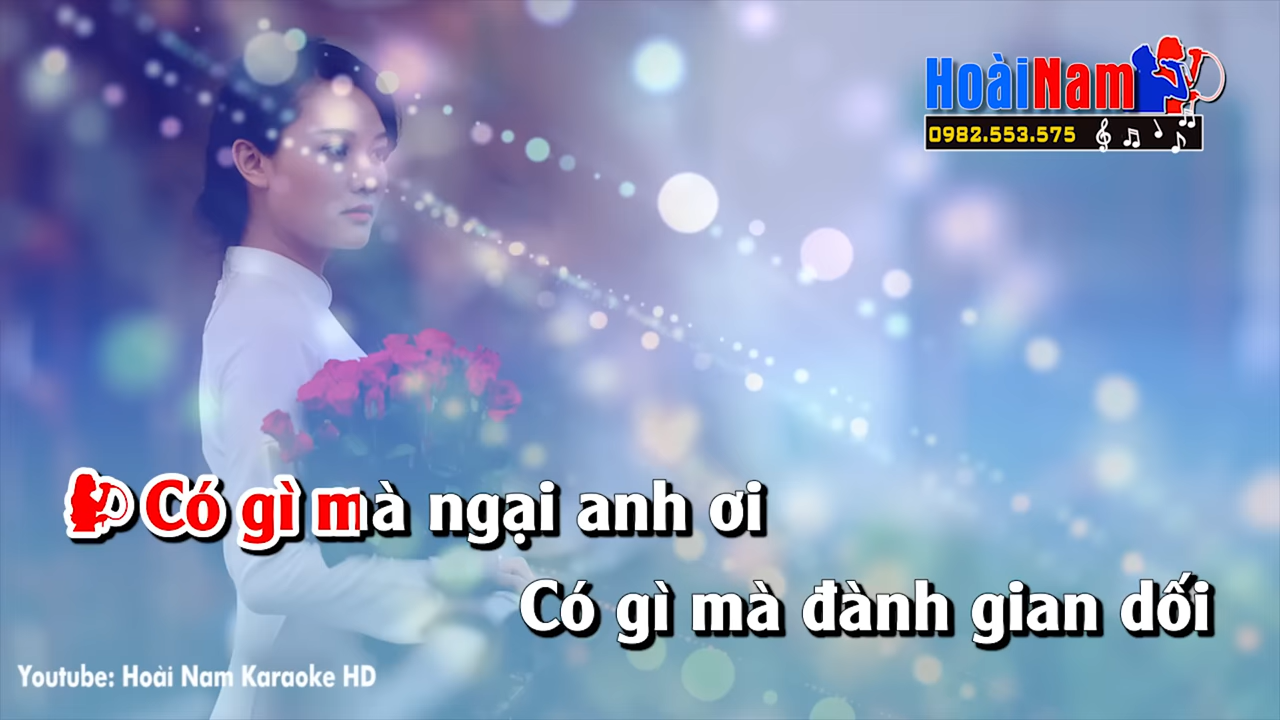 HoàiNam
0982.553.575
Có gì mà ngại anh ơi
Có gì mà đành gian dối
Youtube: Hoài Nam Karaoke HD